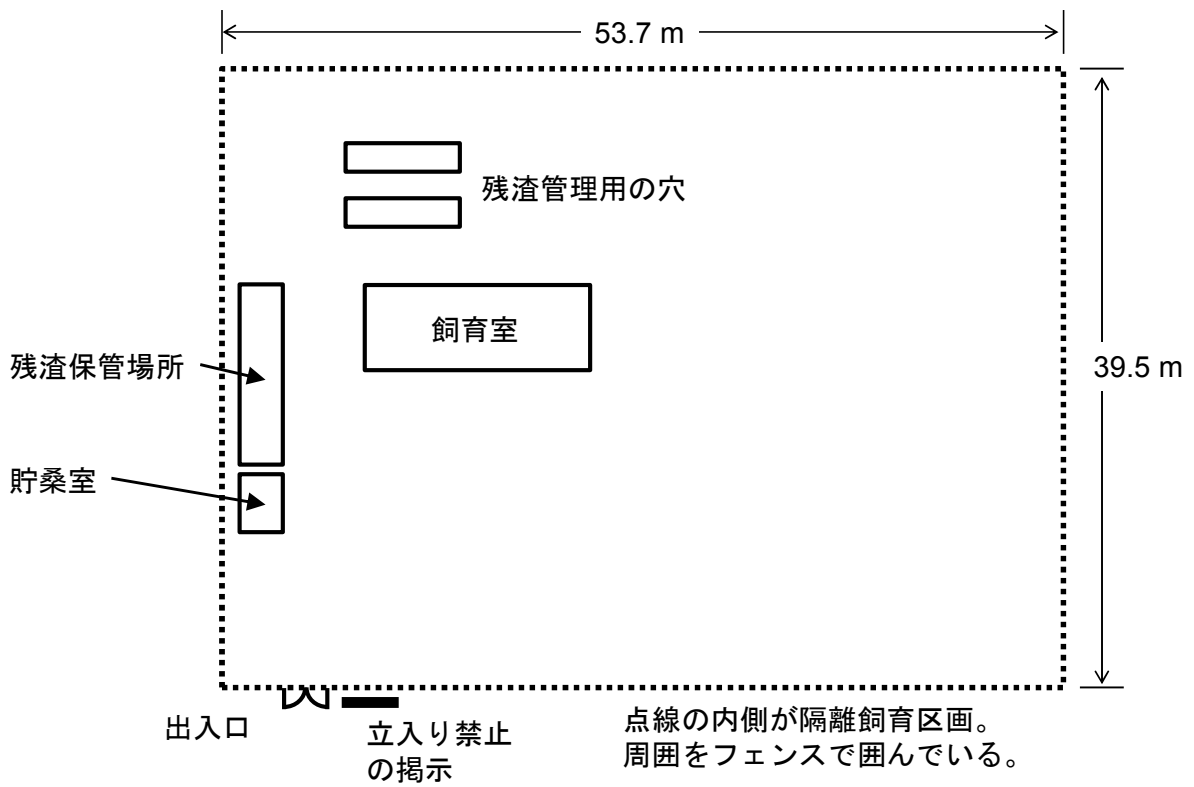 53.7 m
残渣管理用の穴
飼育室
残渣保管場所
39.5 m
貯桑室
出入口
立入り禁止
の掲示
点線の内側が隔離飼育区画。
周囲をフェンスで囲んでいる。